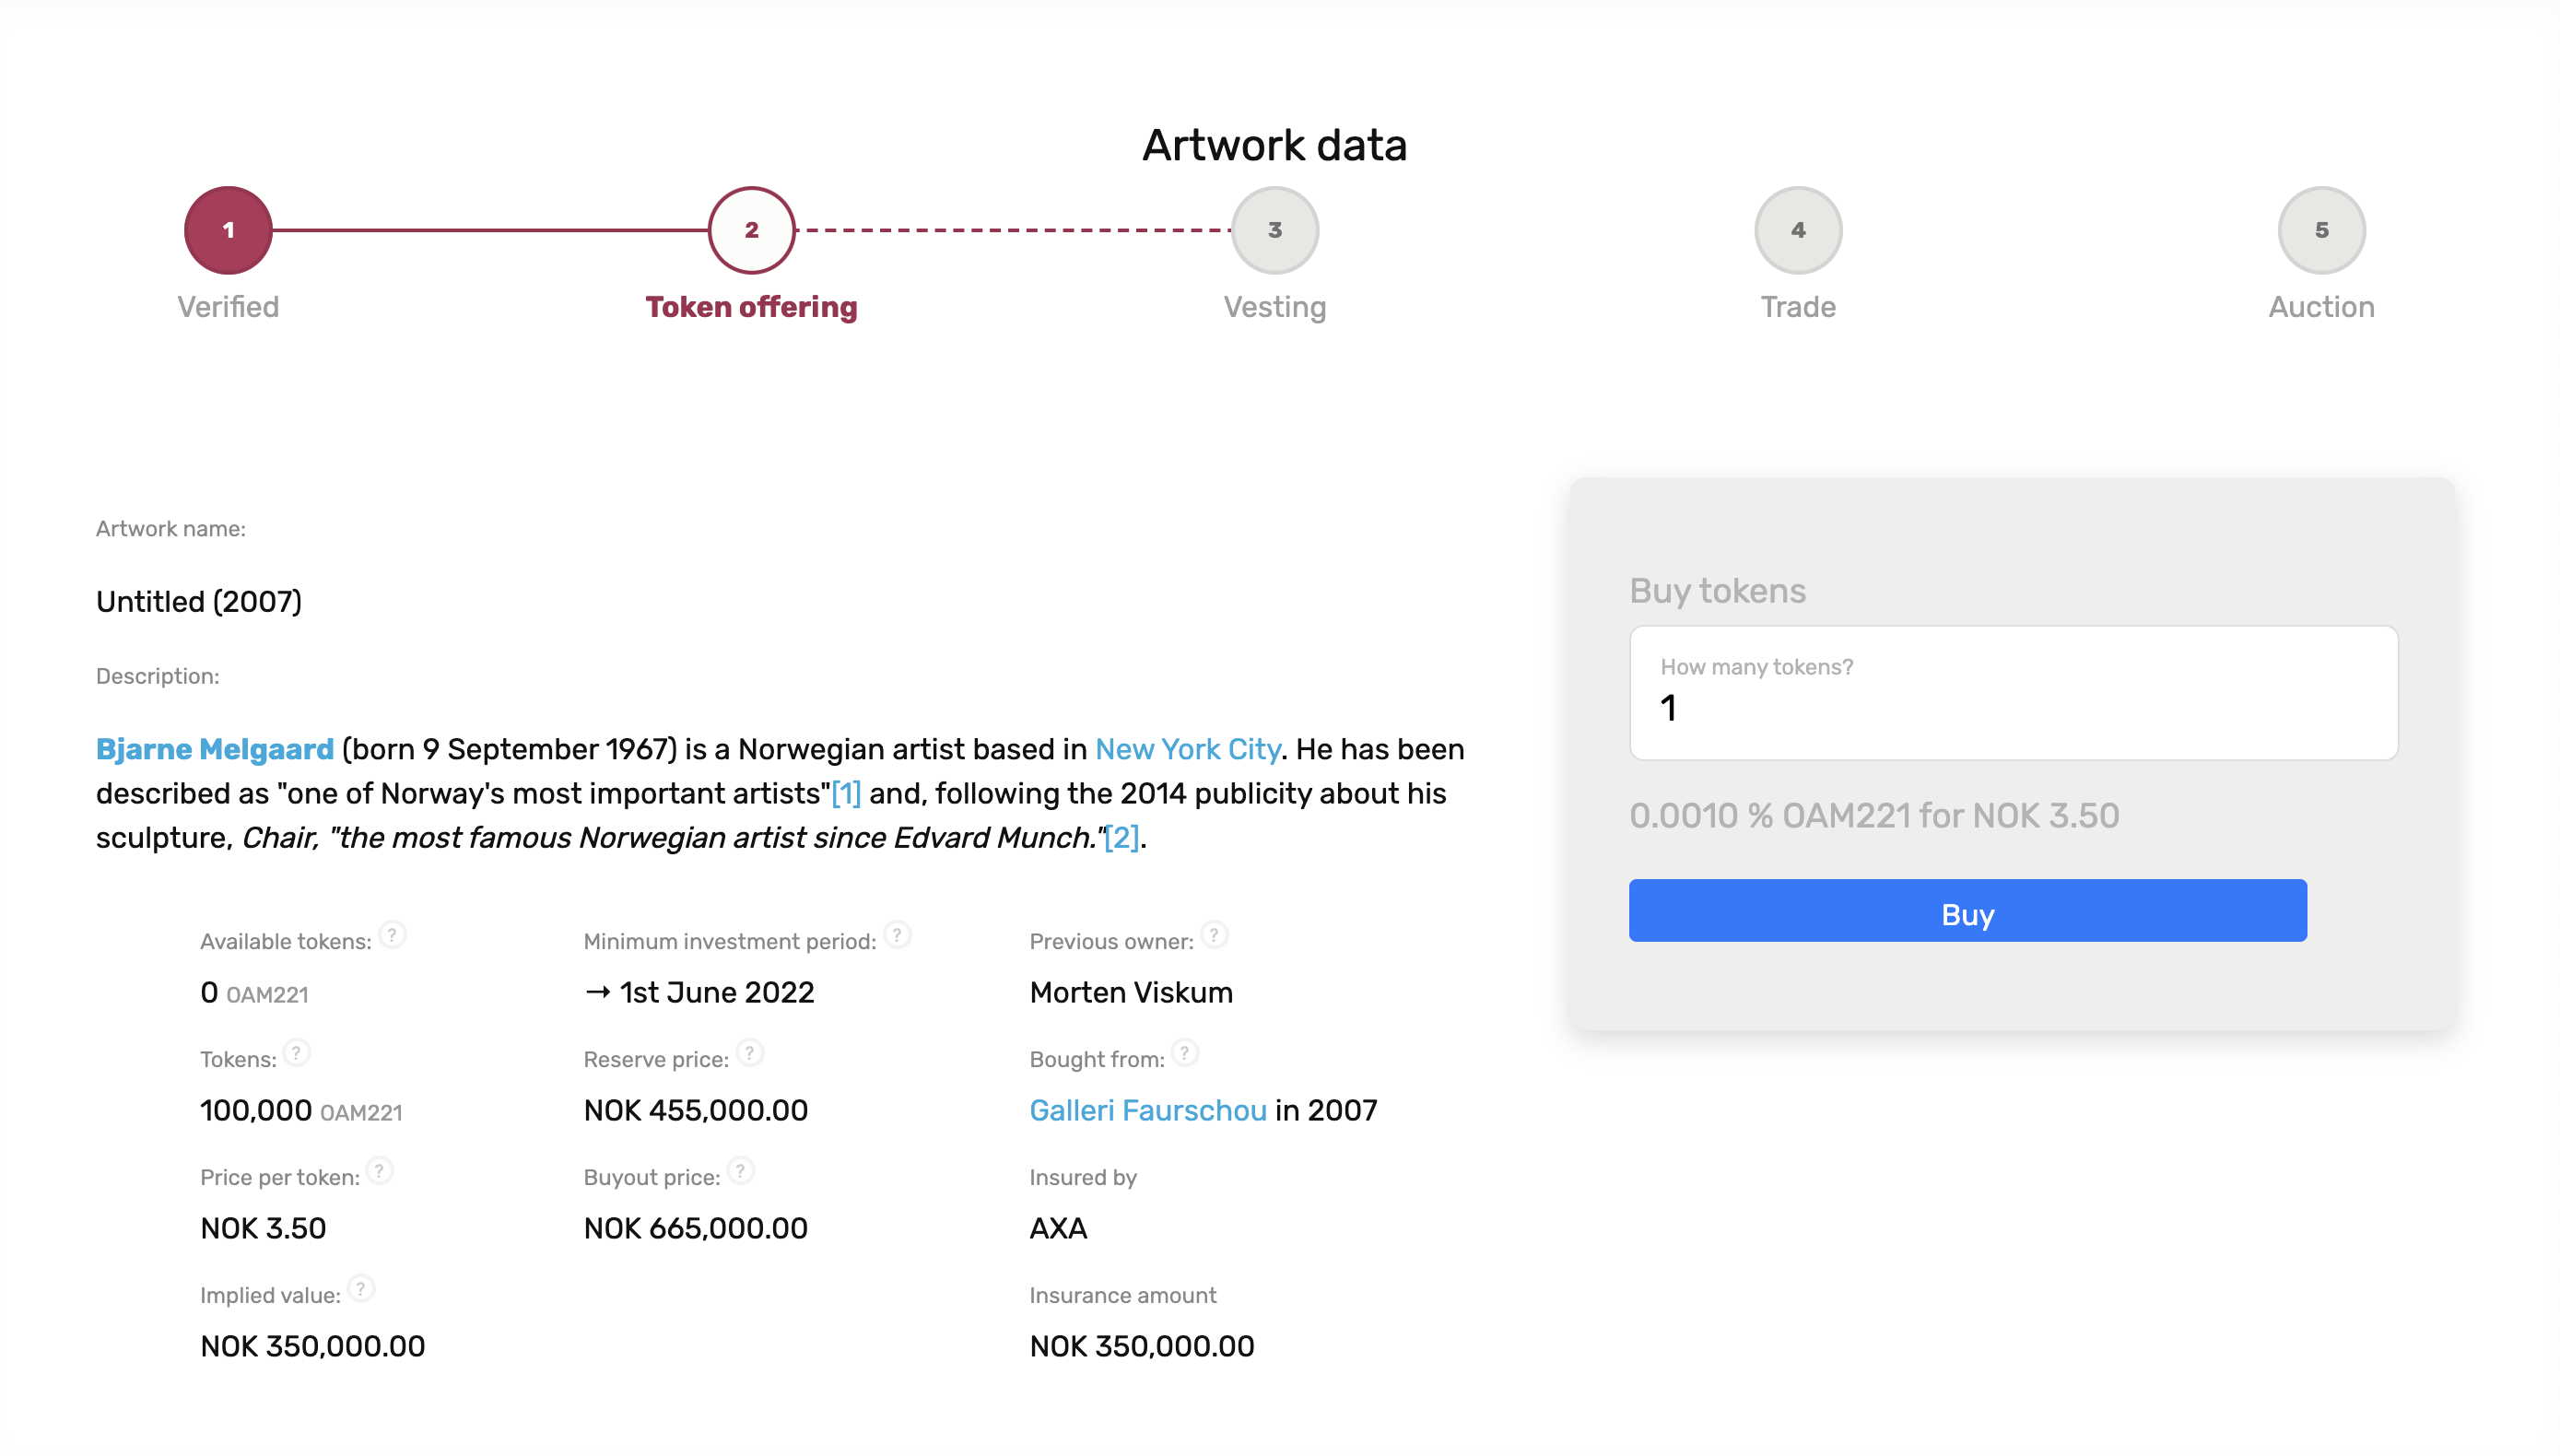 Artwork data
1
2
3
4
5
Verified
Token offering
Vesting
Trade
Auction
Artwork name:
Untitled (2007)
Description:
Bjarne Melgaard (born 9 September 1967) is a Norwegian artist based in New York City. He has been
described as "one of Norway's most important artists"[1] and, following the 2014 publicity about his
sculpture, Chair, "the most famous Norwegian artist since Edvard Munch."[2].
Available tokens: ?
0 OAM221
Tokens: ?
100,000 OAM221
Price per token: ?
NOK 3.50
Implied value: ?
NOK 350,000.00
Minimum investment period: ?
→ 1st June 2022
Reserve price: ?
NOK 455,000.00
Buyout price: ?
NOK 665,000.00
Previous owner: ?
Morten Viskum
Bought from: ?
Galleri Faurschou in 2007
Insured by
AXA
Insurance amount
NOK 350,000.00
Buy tokens
How many tokens?
1
0.0010 % OAM221 for NOK 3.50
Buy